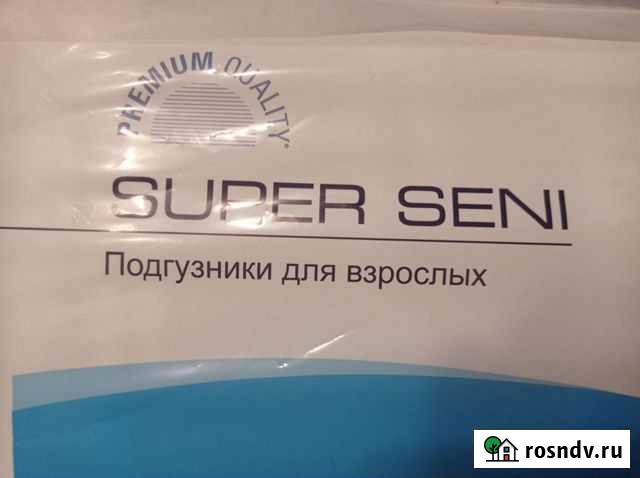 PREMIUM QUALITY
SUPER SENI
Подгузники для взрослых
rosndv.ru